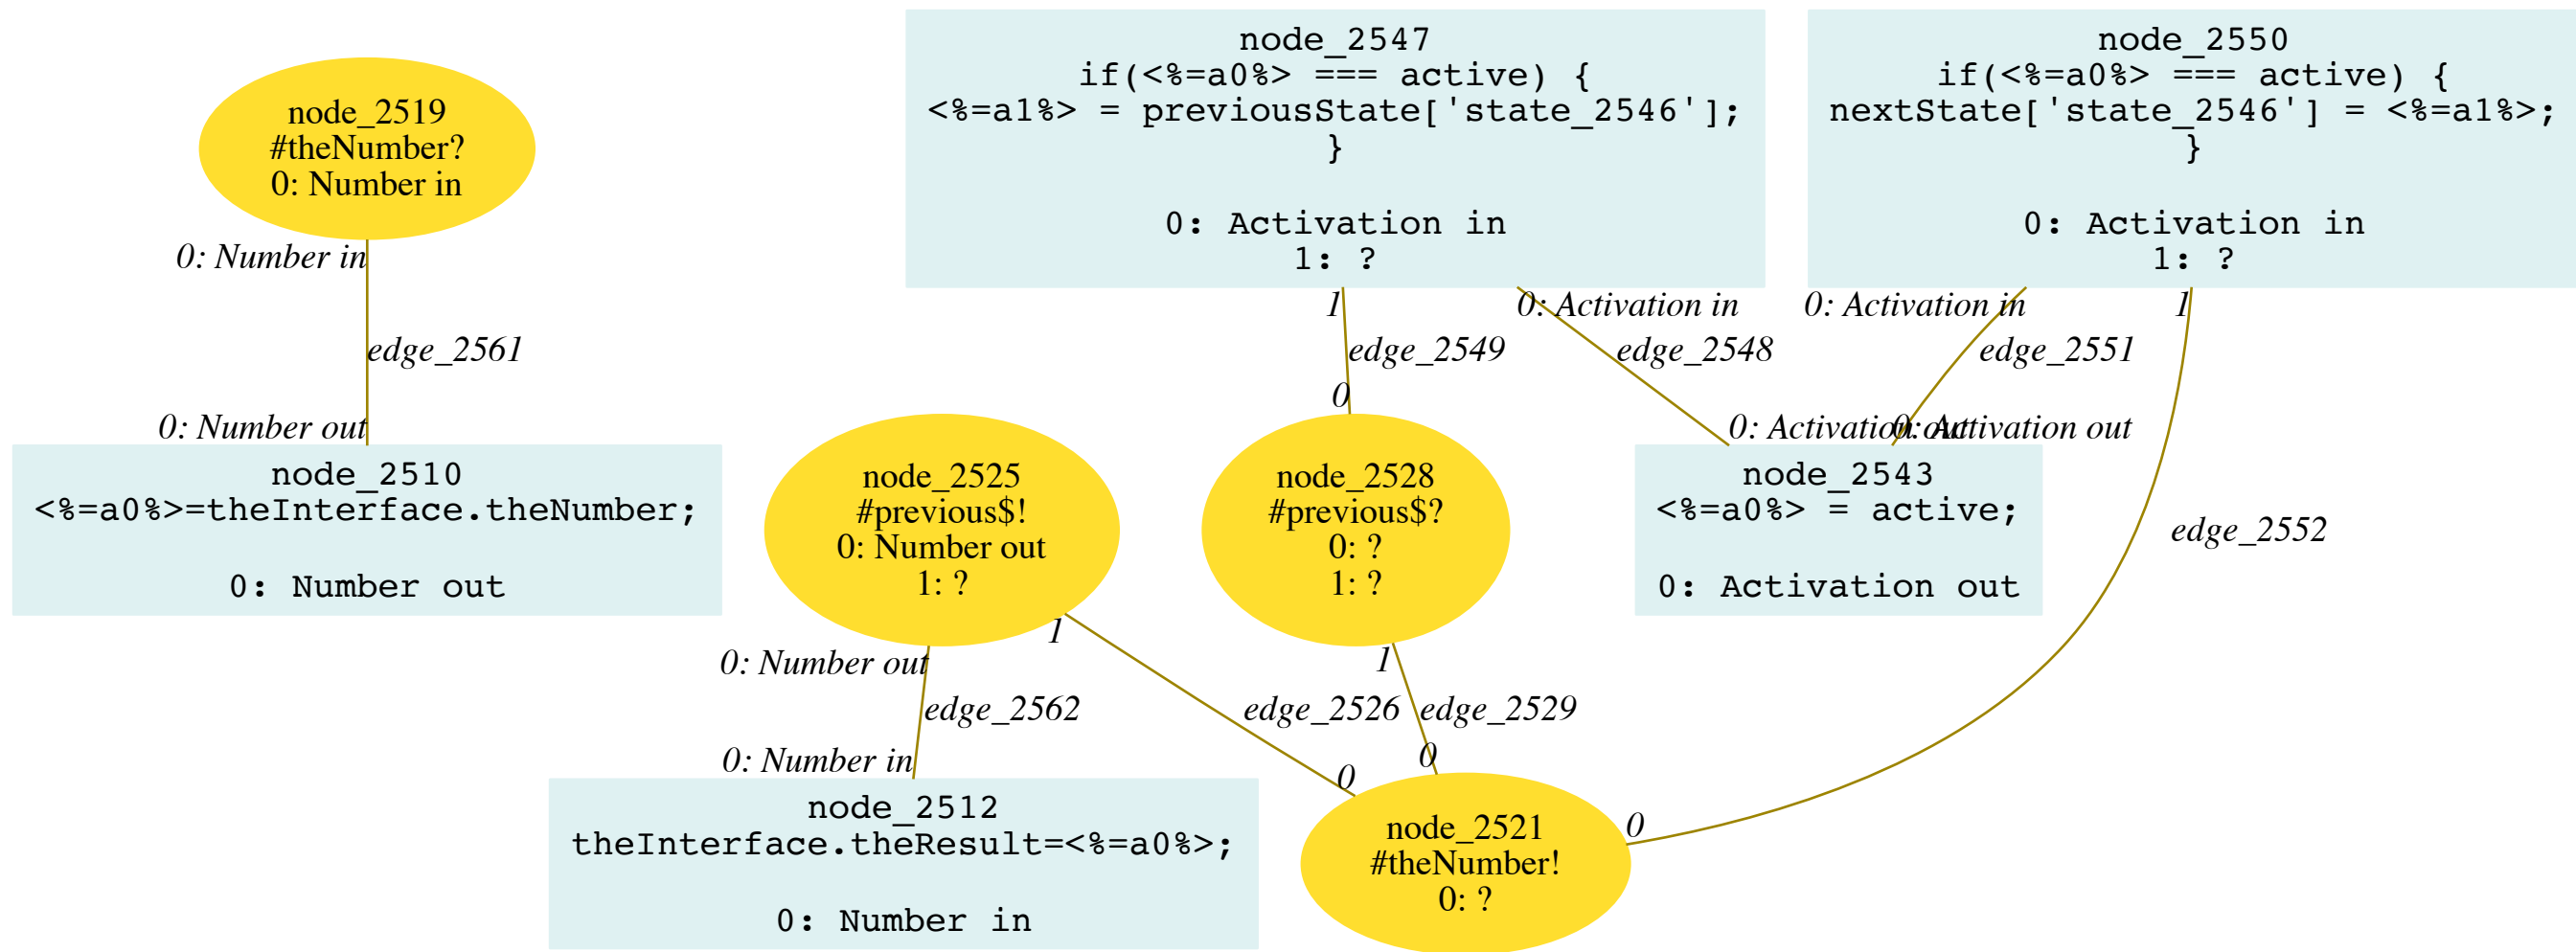 node_2547
if(<%=a0%> === active) {
<%=a1%> = previousState['state_2546'];
}
0: Activation in
1: ?
node_2550
if(<%=a0%> === active) {
nextState['state_2546'] = <%=a1%>;
}
0: Activation in
1: ?
node_2519
#theNumber?
0: Number in
0: Number in
1
0: Activation in
0: Activation in
1
edge_2561
edge_2549
edge_2548
edge_2551
0
0: Number out
0: Activation out
0: Activation out
node_2510
<%=a0%>=theInterface.theNumber;
0: Number out
node_2525
#previous$!
0: Number out
1: ?
node_2528
#previous$?
0: ?
1: ?
node_2543
<%=a0%> = active;
0: Activation out
edge_2552
1
0: Number out
1
edge_2562
edge_2526
edge_2529
0: Number in
0
0
0
node_2512
theInterface.theResult=<%=a0%>;
0: Number in
node_2521
#theNumber!
0: ?